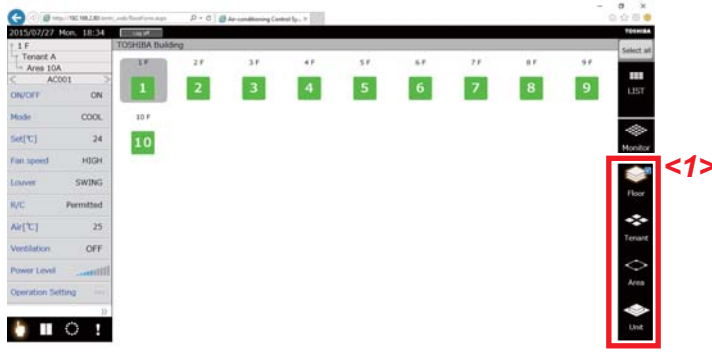 Air-conditioning Control Sy...
2015/07/27 Mon. 18:34
Log off
TOSHIBA
1 F
Tenant A
Area 10A
TOSHIBA Building
Select all
< AC001 >
ON/OFF ON
Mode COOL
Set[℃] 24
Fan speed HIGH
Louver SWING
R/C Permitted
Air[℃] 25
Ventilation OFF
Power Level
Operation Setting ---
1 F 2 F 3 F 4 F 5 F 6 F 7 F 8 F 9 F
1 2 3 4 5 6 7 8 9
10 F
10
LIST
Monitor
Floor
Tenant
Area
Unit
<1>